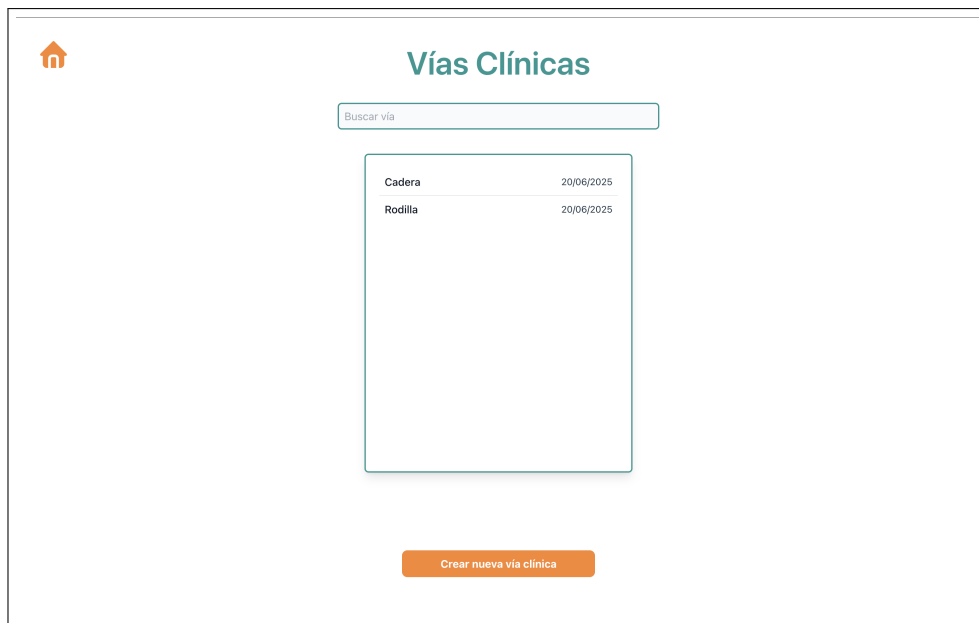 Vías Clínicas
Buscar vía
Cadera 20/06/2025
Rodilla 20/06/2025
Crear nueva vía clínica